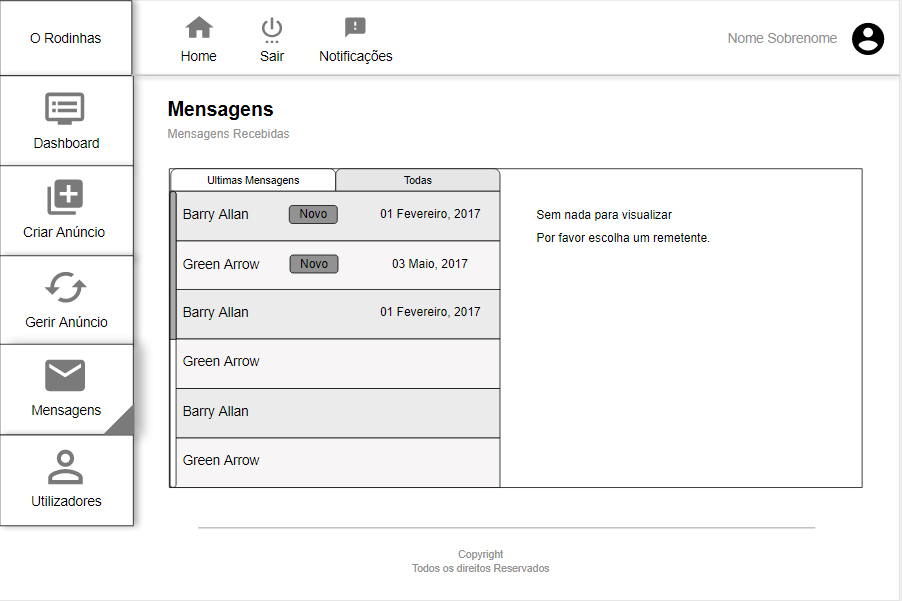 O Rodinhas
Home
Sair
Notificações
Nome Sobrenome
Dashboard
Criar Anúncio
Gerir Anúncio
Mensagens
Utilizadores
Mensagens
Mensagens Recebidas
Ultimas Mensagens
Todas
Barry Allan Novo 01 Fevereiro, 2017
Green Arrow Novo 03 Maio, 2017
Barry Allan 01 Fevereiro, 2017
Green Arrow
Barry Allan
Green Arrow
Sem nada para visualizar
Por favor escolha um remetente.
Copyright
Todos os direitos Reservados